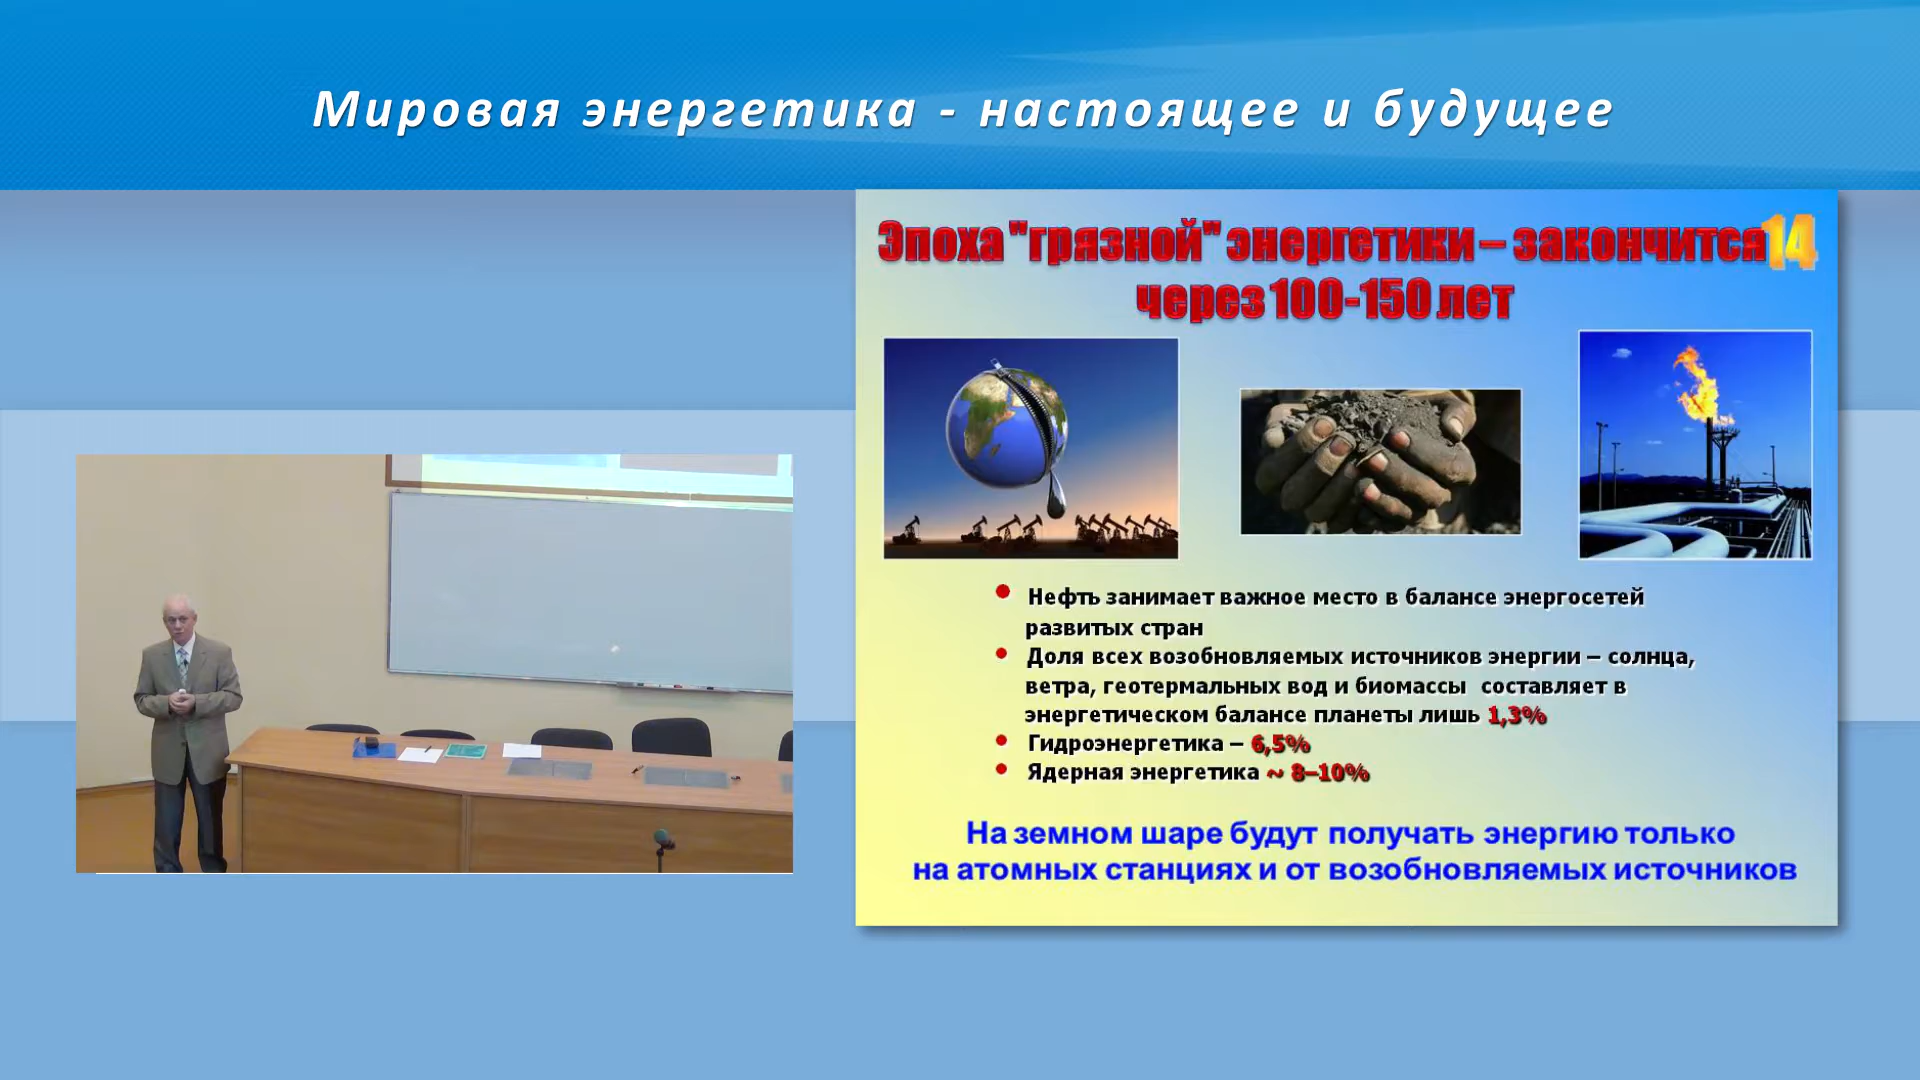 Мировая энергетика - настоящее и будущее
Эпоха "грязной" энергетики – закончится
14
через 100-150 лет
Нефть занимает важное место в балансе энергосетей
развитых стран
Доля всех возобновляемых источников энергии – солнца,
ветра, геотермальных вод и биомассы составляет в
энергетическом балансе планеты лишь 1,3%
Гидроэнергетика – 6,5%
Ядерная энергетика ~ 8–10%
На земном шаре будут получать энергию только
на атомных станциях и от возобновляемых источников